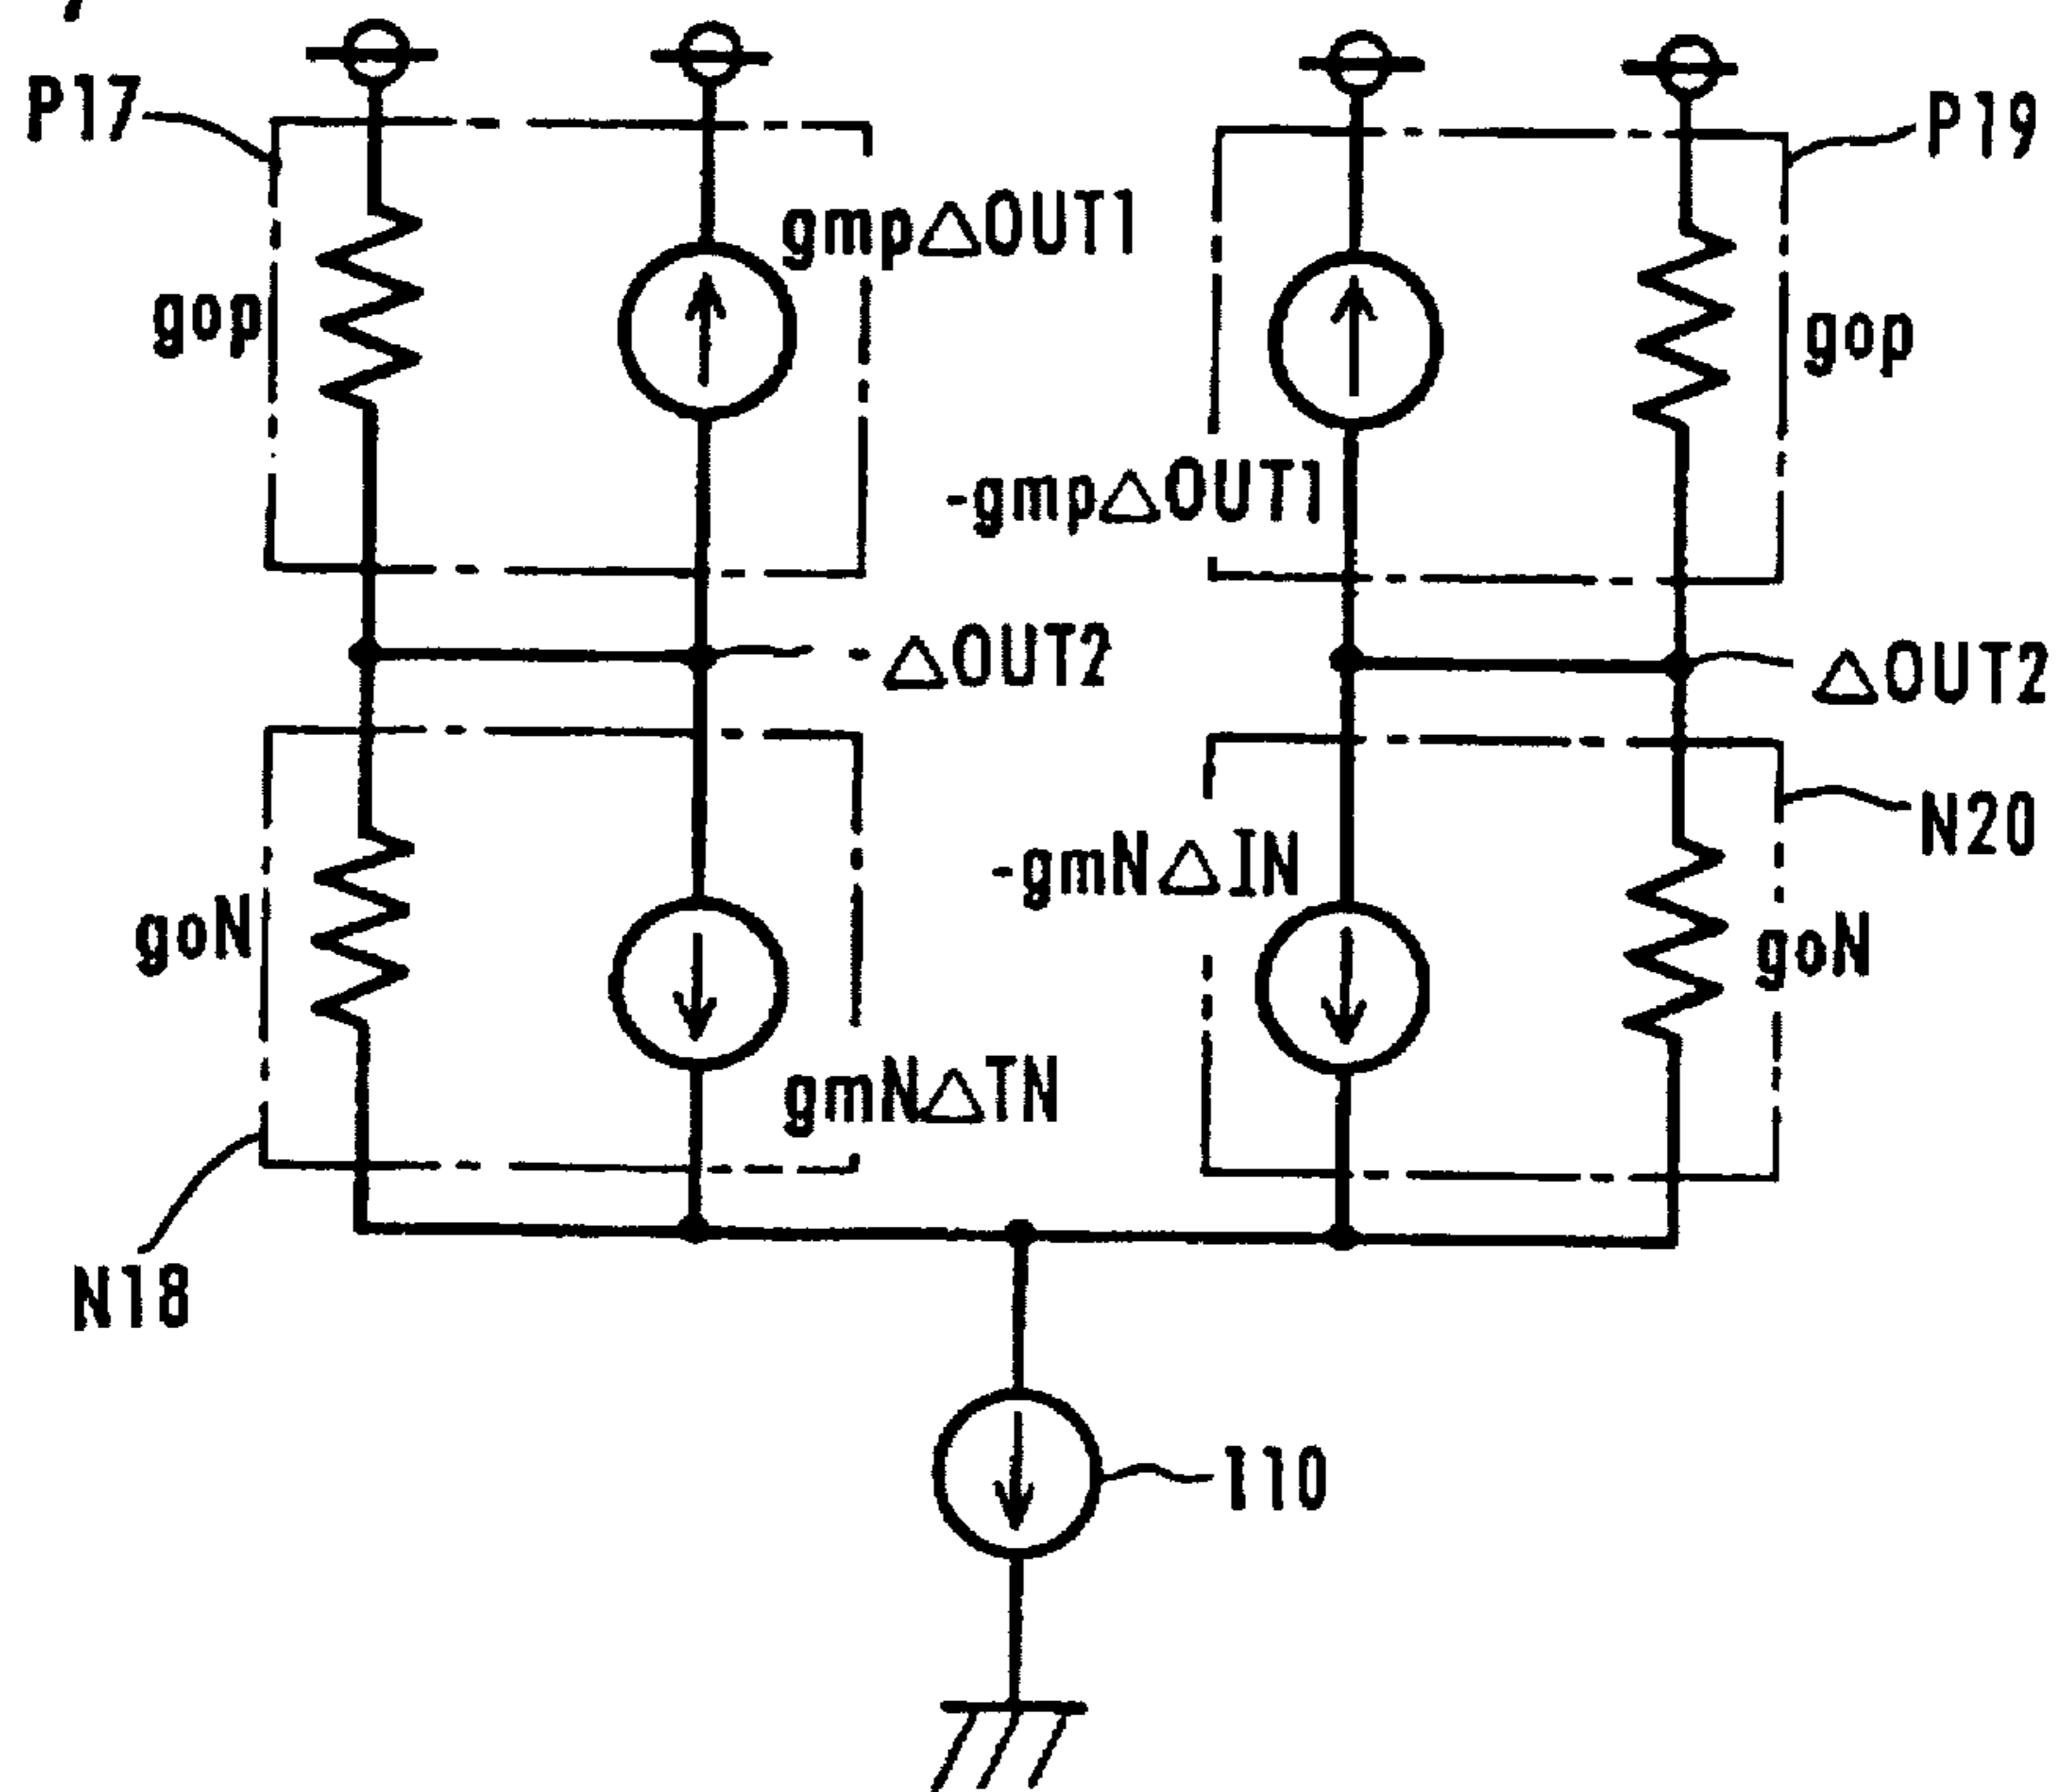 P17
P19
gmp△OUT1
gop
gop
-gmp△OUT1
-△OUT2
△OUT2
N20
-gmN△IN
goN
goN
gmN△TN
N18
I10